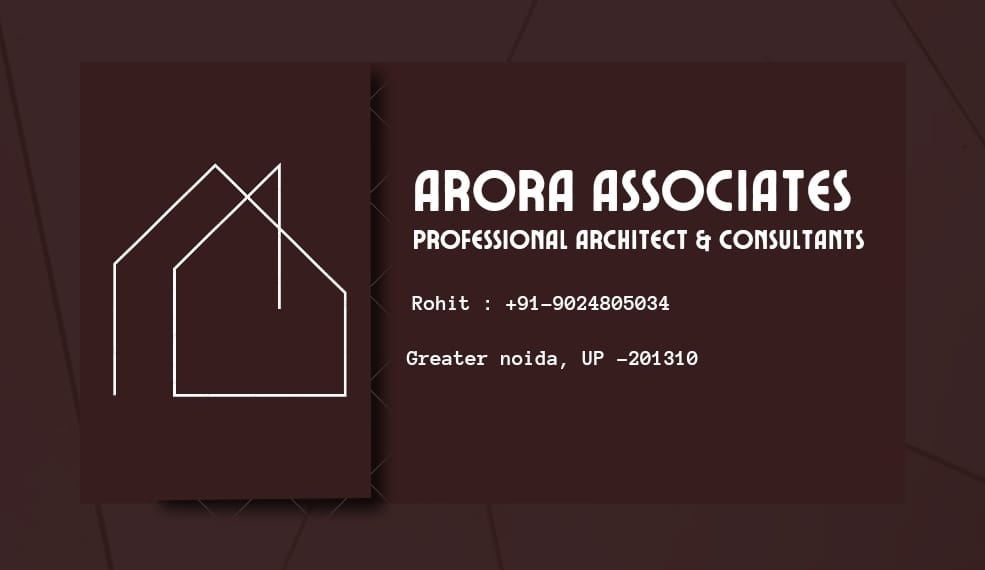 ARORA ASSOCIATES
PROFESSIONAL ARCHITECT & CONSULTANTS
Rohit : +91-9024805034
Greater noida, UP -201310